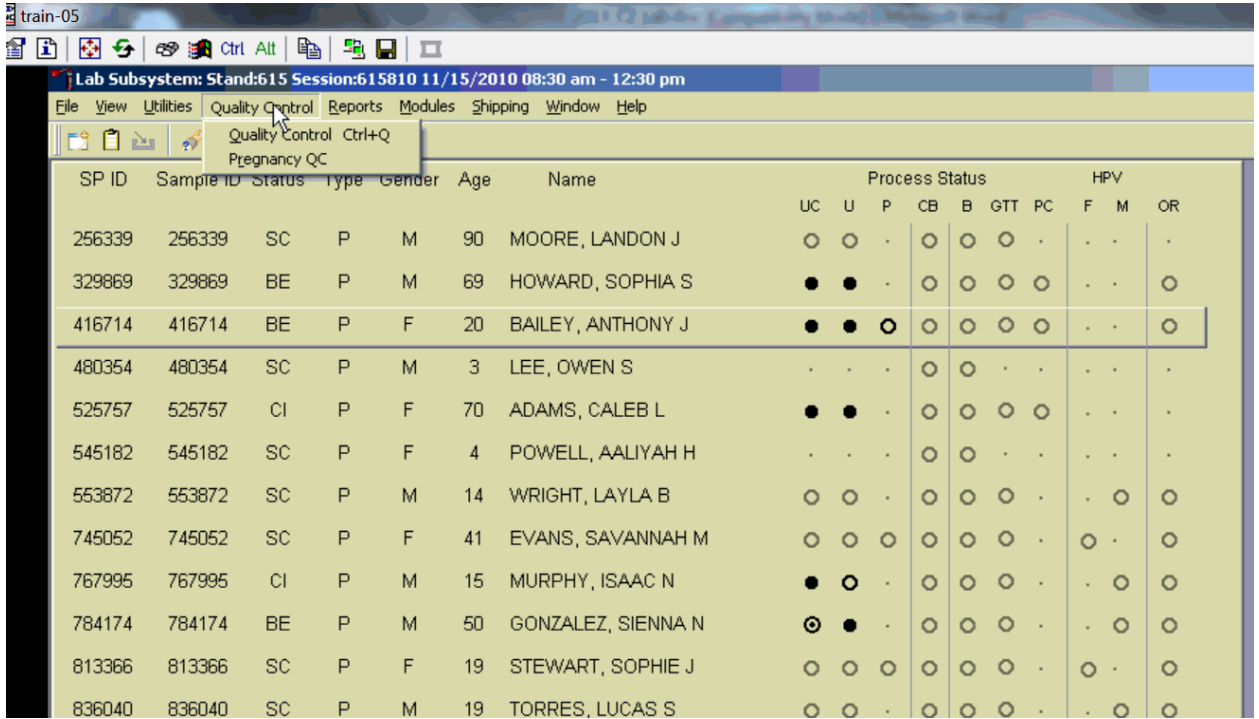 train-05
Ctrl Alt
Lab Subsystem: Stand:615 Session:615810 11/15/2010 08:30 am - 12:30 pm
File View Utilities Quality Control Reports Modules Shipping Window Help
Quality Control Ctrl+Q
Pregnancy QC
SP ID Sample ID Status Type Gender Age Name Process Status HPV
UC U P CB B GTT PC F M OR
256339 256339 SC P M 90 MOORE, LANDON J
329869 329869 BE P M 69 HOWARD, SOPHIA S
416714 416714 BE P F 20 BAILEY, ANTHONY J
480354 480354 SC P M 3 LEE, OWEN S
525757 525757 CI P F 70 ADAMS, CALEB L
545182 545182 SC P F 4 POWELL, AALIYAH H
553872 553872 SC P M 14 WRIGHT, LAYLA B
745052 745052 SC P F 41 EVANS, SAVANNAH M
767995 767995 CI P M 15 MURPHY, ISAAC N
784174 784174 BE P M 50 GONZALEZ, SIENNA N
813366 813366 SC P F 19 STEWART, SOPHIE J
836040 836040 SC P M 19 TORRES, LUCAS S